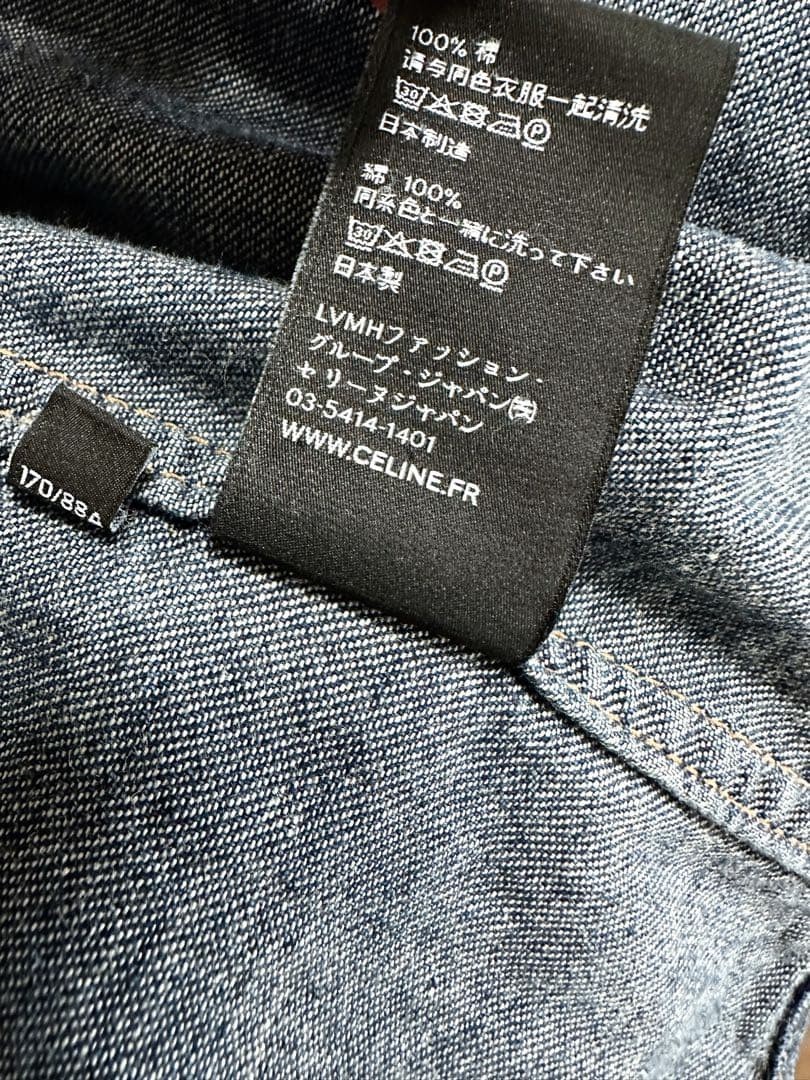 100% 棉
请与同色衣服一起清洗
30 P
日本制造
綿 100%
同系色と一緒に洗って下さい
30 P
日本製
LVMHファッション・
グループ・ジャパン㈱
セリーヌジャパン
03-5414-1401
WWW.CELINE.FR
170/88A